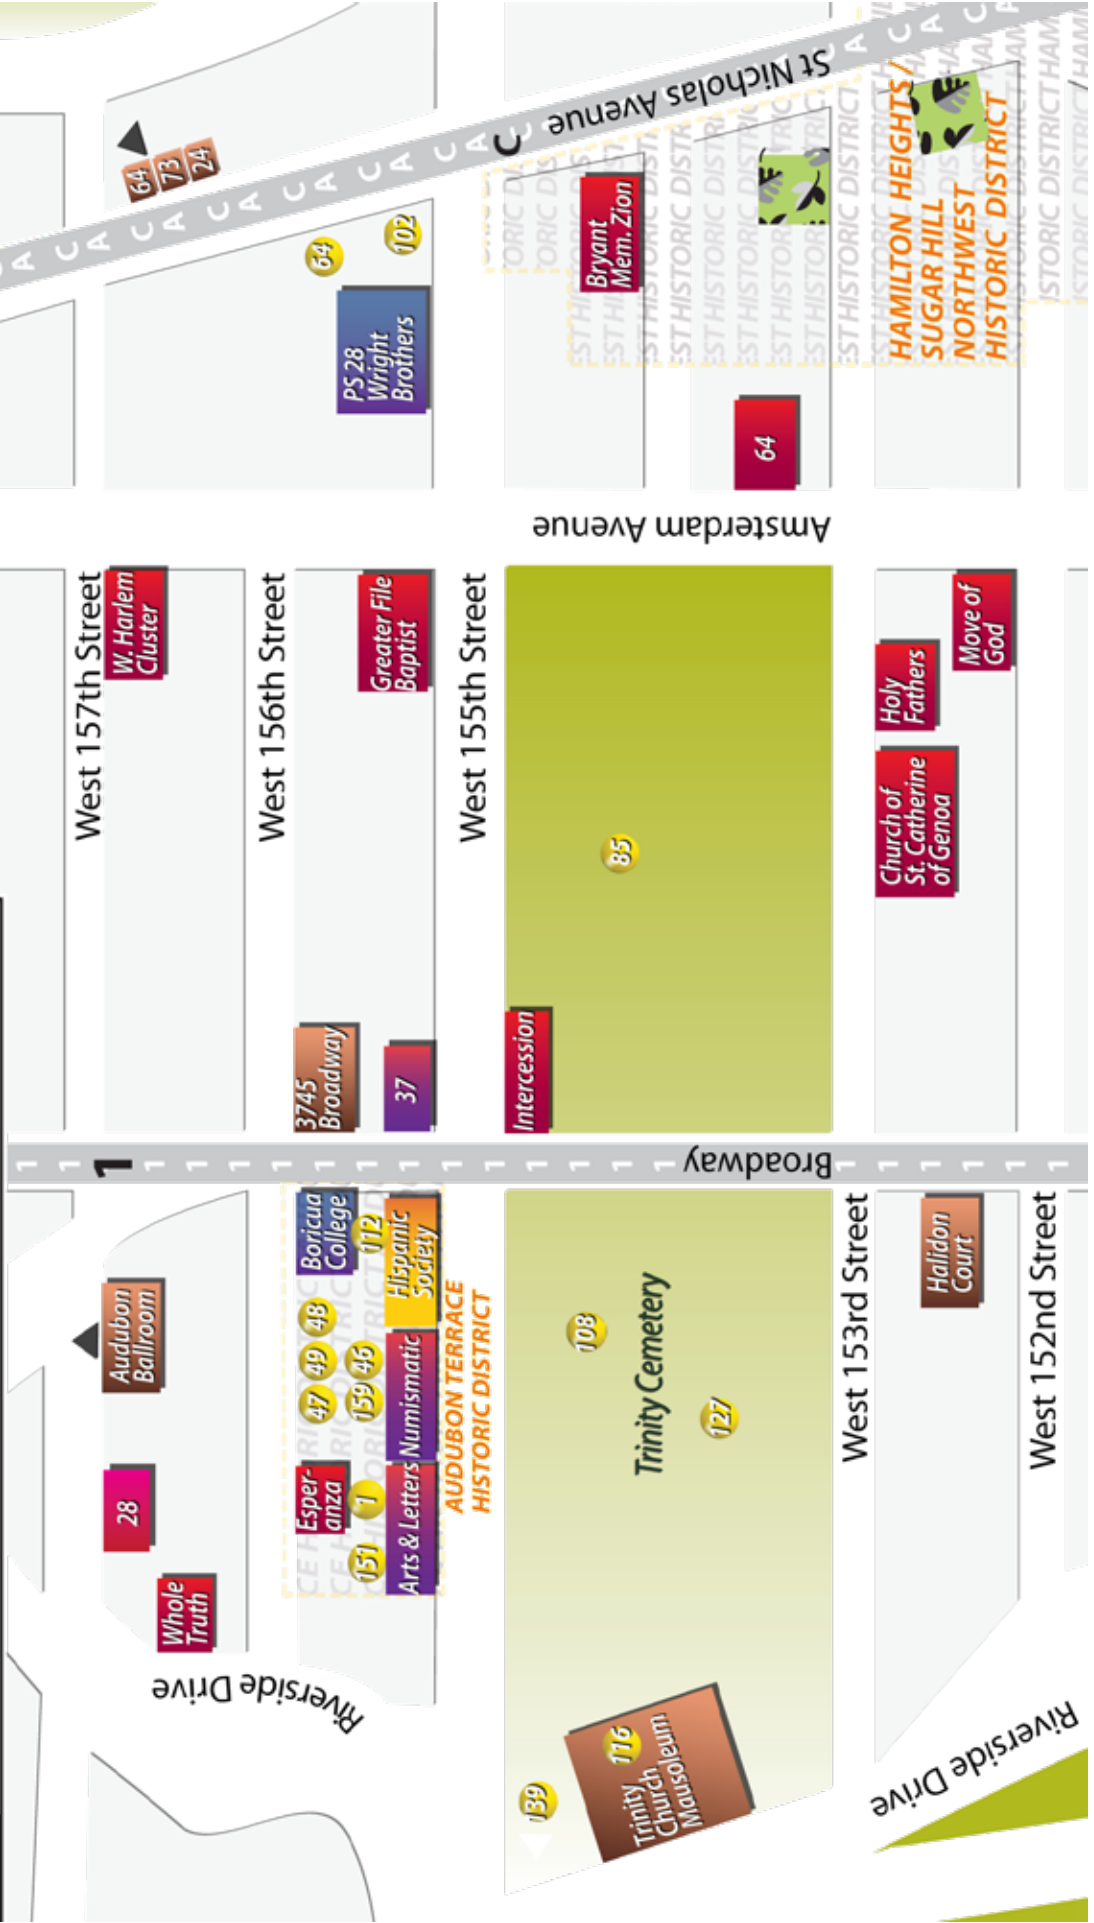 64
73
24
64
102
PS 28
Wright
Brothers
C A C A C A C A C A C A
C
St Nicholas Avenue
Bryant
Mem. Zion
64
HAMILTON HEIGHTS /
SUGAR HILL
NORTHWEST
HISTORIC DISTRICT
Amsterdam Avenue
West 157th Street
W. Harlem
Cluster
West 156th Street
Greater File
Baptist
West 155th Street
85
Holy
Fathers
Move of
God
Church of
St. Catherine
of Genoa
3745
Broadway
37
Intercession
1
Broadway
Audubon
Ballroom
28
Whole
Truth
Boricua
College
112
Hispanic
Society
48
49
47
46
159
Numismatic
Esper-
anza
1
151
Arts & Letters
AUDUBON TERRACE
HISTORIC DISTRICT
108
Trinity Cemetery
127
West 153rd Street
Halidon
Court
West 152nd Street
Riverside Drive
139
116
Trinity
Church
Mausoleum
Riverside Drive